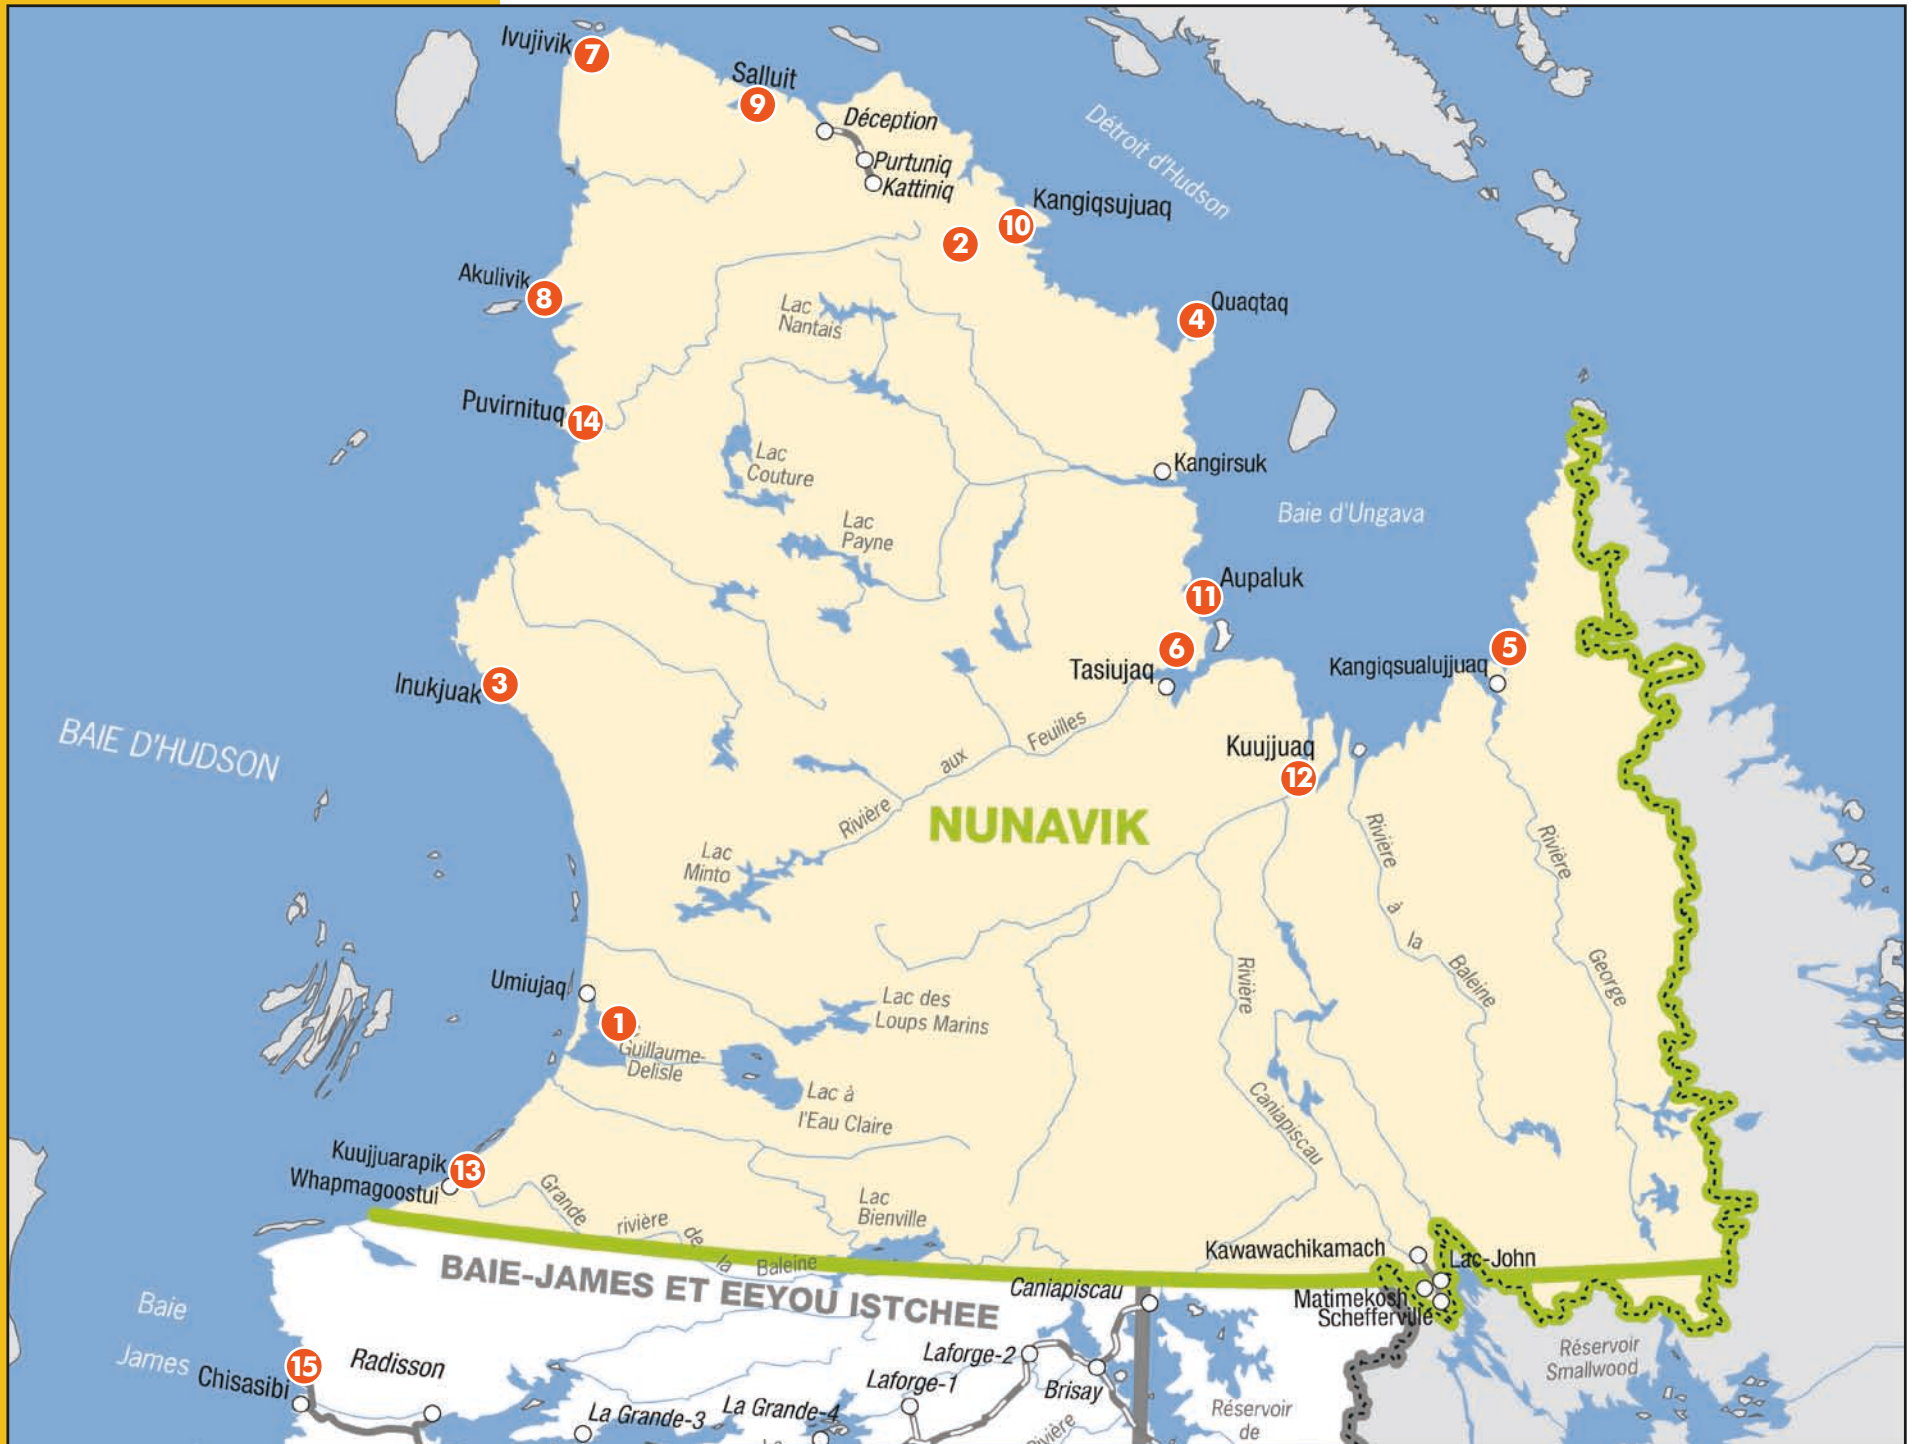 Ivujivik
7
Salluit
9
Déception
Purtuniq
Kattiniq
Détroit d'Hudson
Kangiqsujuaq
10
2
Akulivik
8
Lac
Nantais
Quaqtaq
4
Puvirnituq
14
Lac
Couture
Kangirsuk
Lac
Payne
Baie d'Ungava
Aupaluk
11
6
Tasiujaq
5
Kangiqsualujjuaq
Inukjuak
3
BAIE D'HUDSON
Rivière aux Feuilles
Kuujjuaq
12
NUNAVIK
Lac
Minto
Rivière à la Baleine
Rivière George
Umiujaq
1
Guillaume-
Delisle
Lac des
Loups Marins
Rivière Caniapiscau
Lac à
l'Eau Claire
Kuujjuarapik
13
Whapmagoostui
Grande rivière de la Baleine
Lac
Bienville
Kawawachikamach
Lac-John
Matimekosh
Schefferville
BAIE-JAMES ET EEYOU ISTCHEE
Caniapiscau
Baie
James
Réservoir
Smallwood
15
Chisasibi
Radisson
Laforge-2
Laforge-1
Brisay
La Grande-3
La Grande-4
Rivière
Réservoir
de